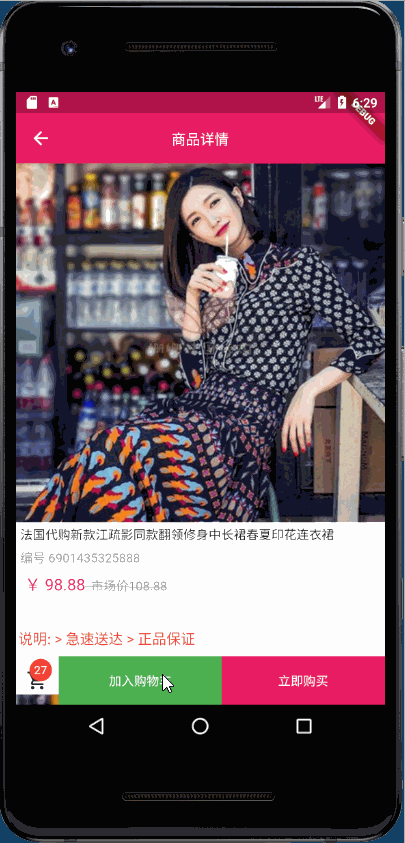 LTE 6:29
DEBUG
商品详情
法国代购新款江疏影同款翻领修身中长裙春夏印花连衣裙
编号 6901435325888
￥ 98.88 市场价108.88
说明: > 急速送达 > 正品保证
27
加入购物
立即购买